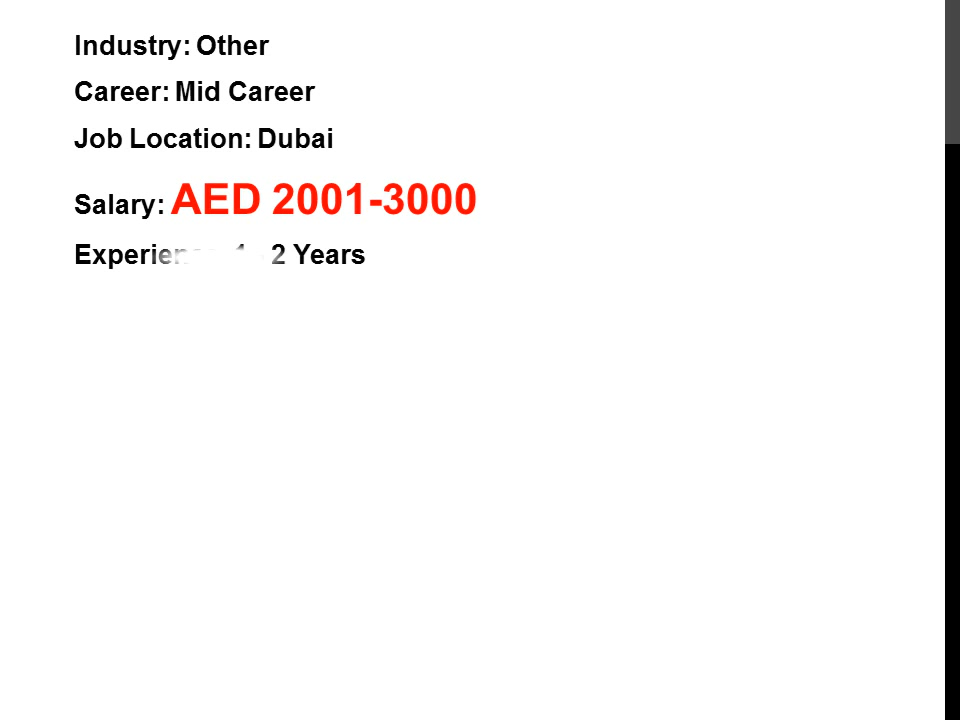 Industry: Other
Career: Mid Career
Job Location: Dubai
Salary: AED 2001-3000
2 Years